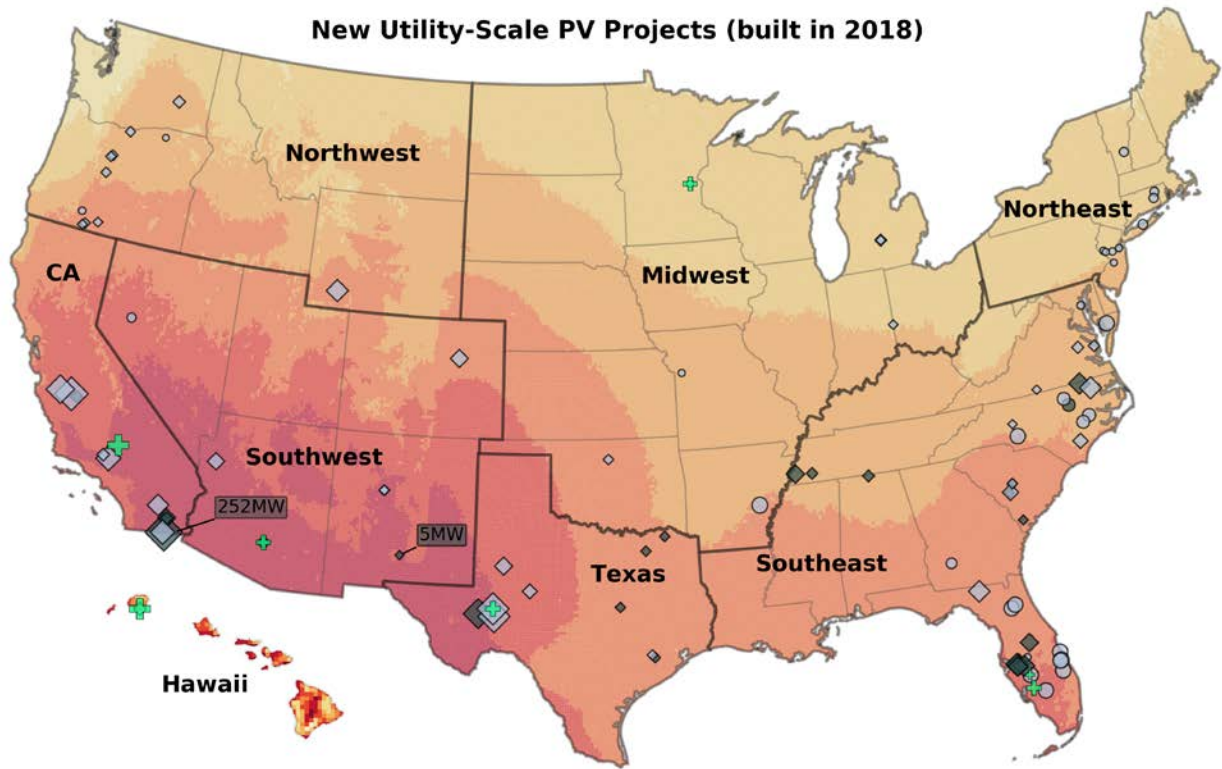 New Utility-Scale PV Projects (built in 2018)
Northwest
Northeast
CA
Midwest
Southwest
252MW
5MW
Texas
Southeast
Hawaii